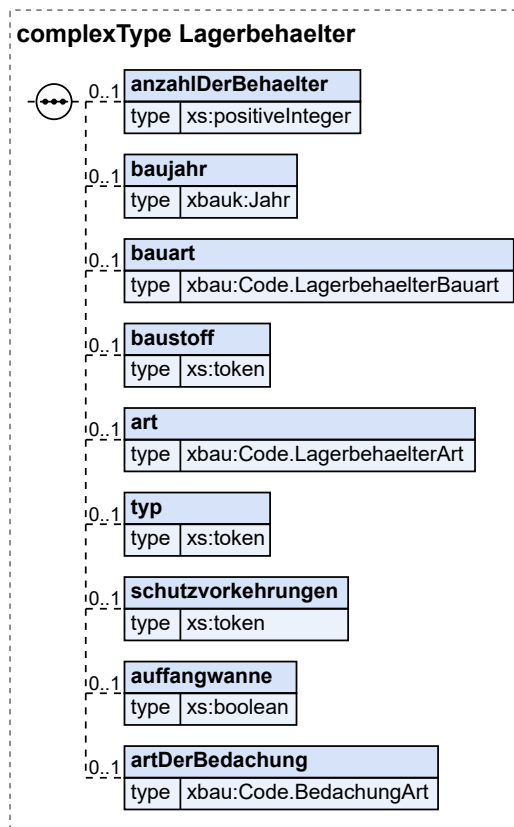 complexType Lagerbehaelter
0..1 anzahlDerBehaelter
type xs:positiveInteger
0..1 baujahr
type xbauk:Jahr
0..1 bauart
type xbau:Code.LagerbehaelterBauart
0..1 baustoff
type xs:token
0..1 art
type xbau:Code.LagerbehaelterArt
0..1 typ
type xs:token
0..1 schutzvorkehrungen
type xs:token
0..1 auffangwanne
type xs:boolean
0..1 artDerBedachung
type xbau:Code.BedachungArt